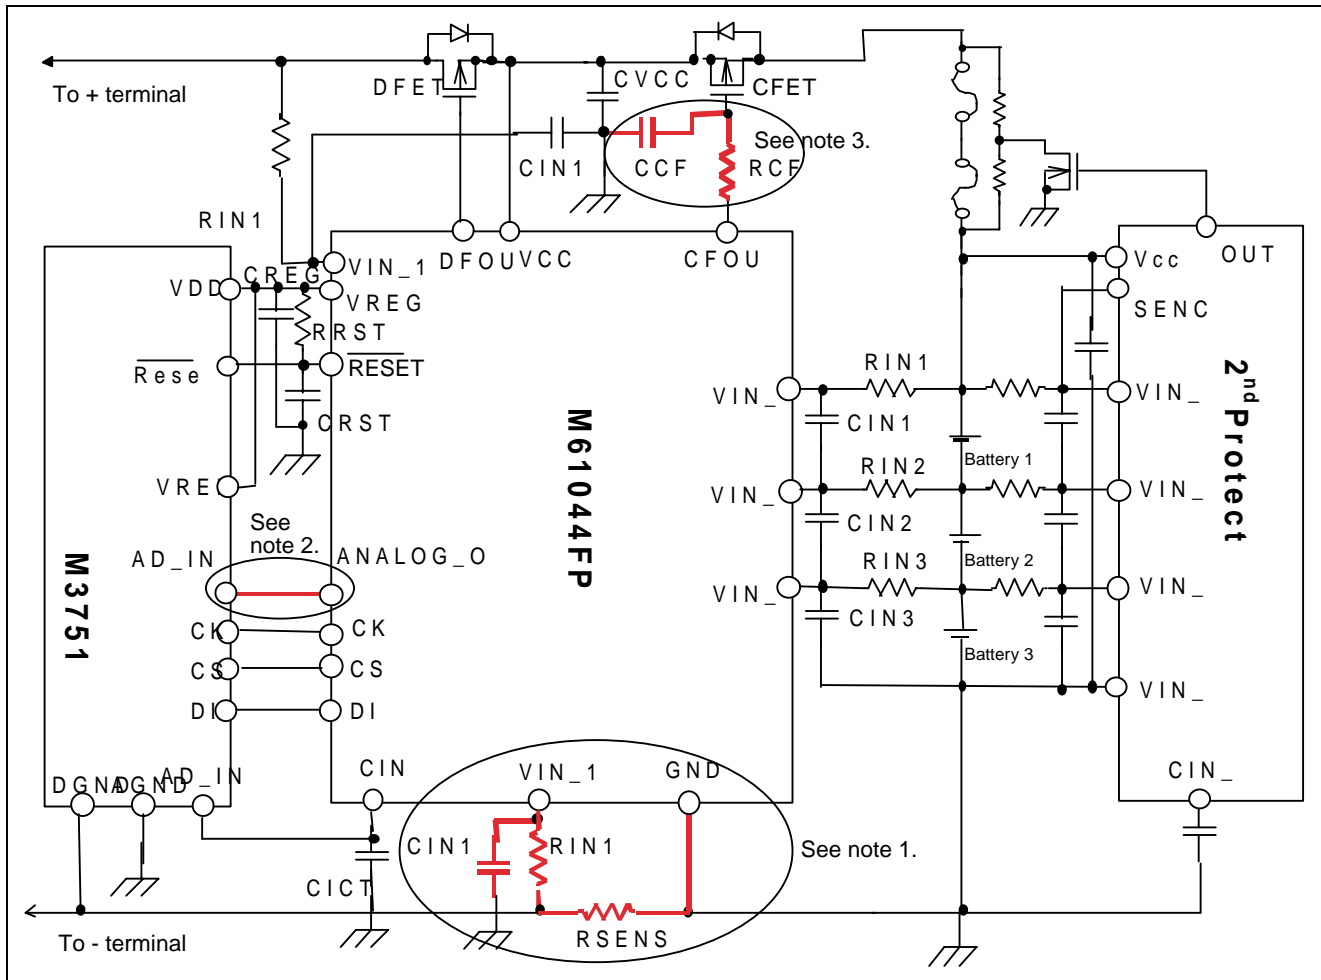 To + terminal
DFET
CVCC
CFET
See note 3.
CIN1
CCF
RCF
RIN1
VIN_1
DFOU
VCC
CFOU
Vcc
OUT
CREG
VDD
VREG
SENC
RRST
Rese
RESET
RIN1
VIN_
VIN_
CRST
CIN1
2nd Protect
M61044FP
Battery 1
VRE
RIN2
VIN_
VIN_
See
note 2.
CIN2
AD_IN
ANALOG_O
M3751
RIN3
Battery 2
VIN_
VIN_
CK
CK
CIN3
CS
CS
Battery 3
DI
DI
VIN_
DGNA
DGND
AD_IN
CIN
VIN_1
GND
CIN_
CIN1
RIN1
See note 1.
CICT
RSENS
To - terminal